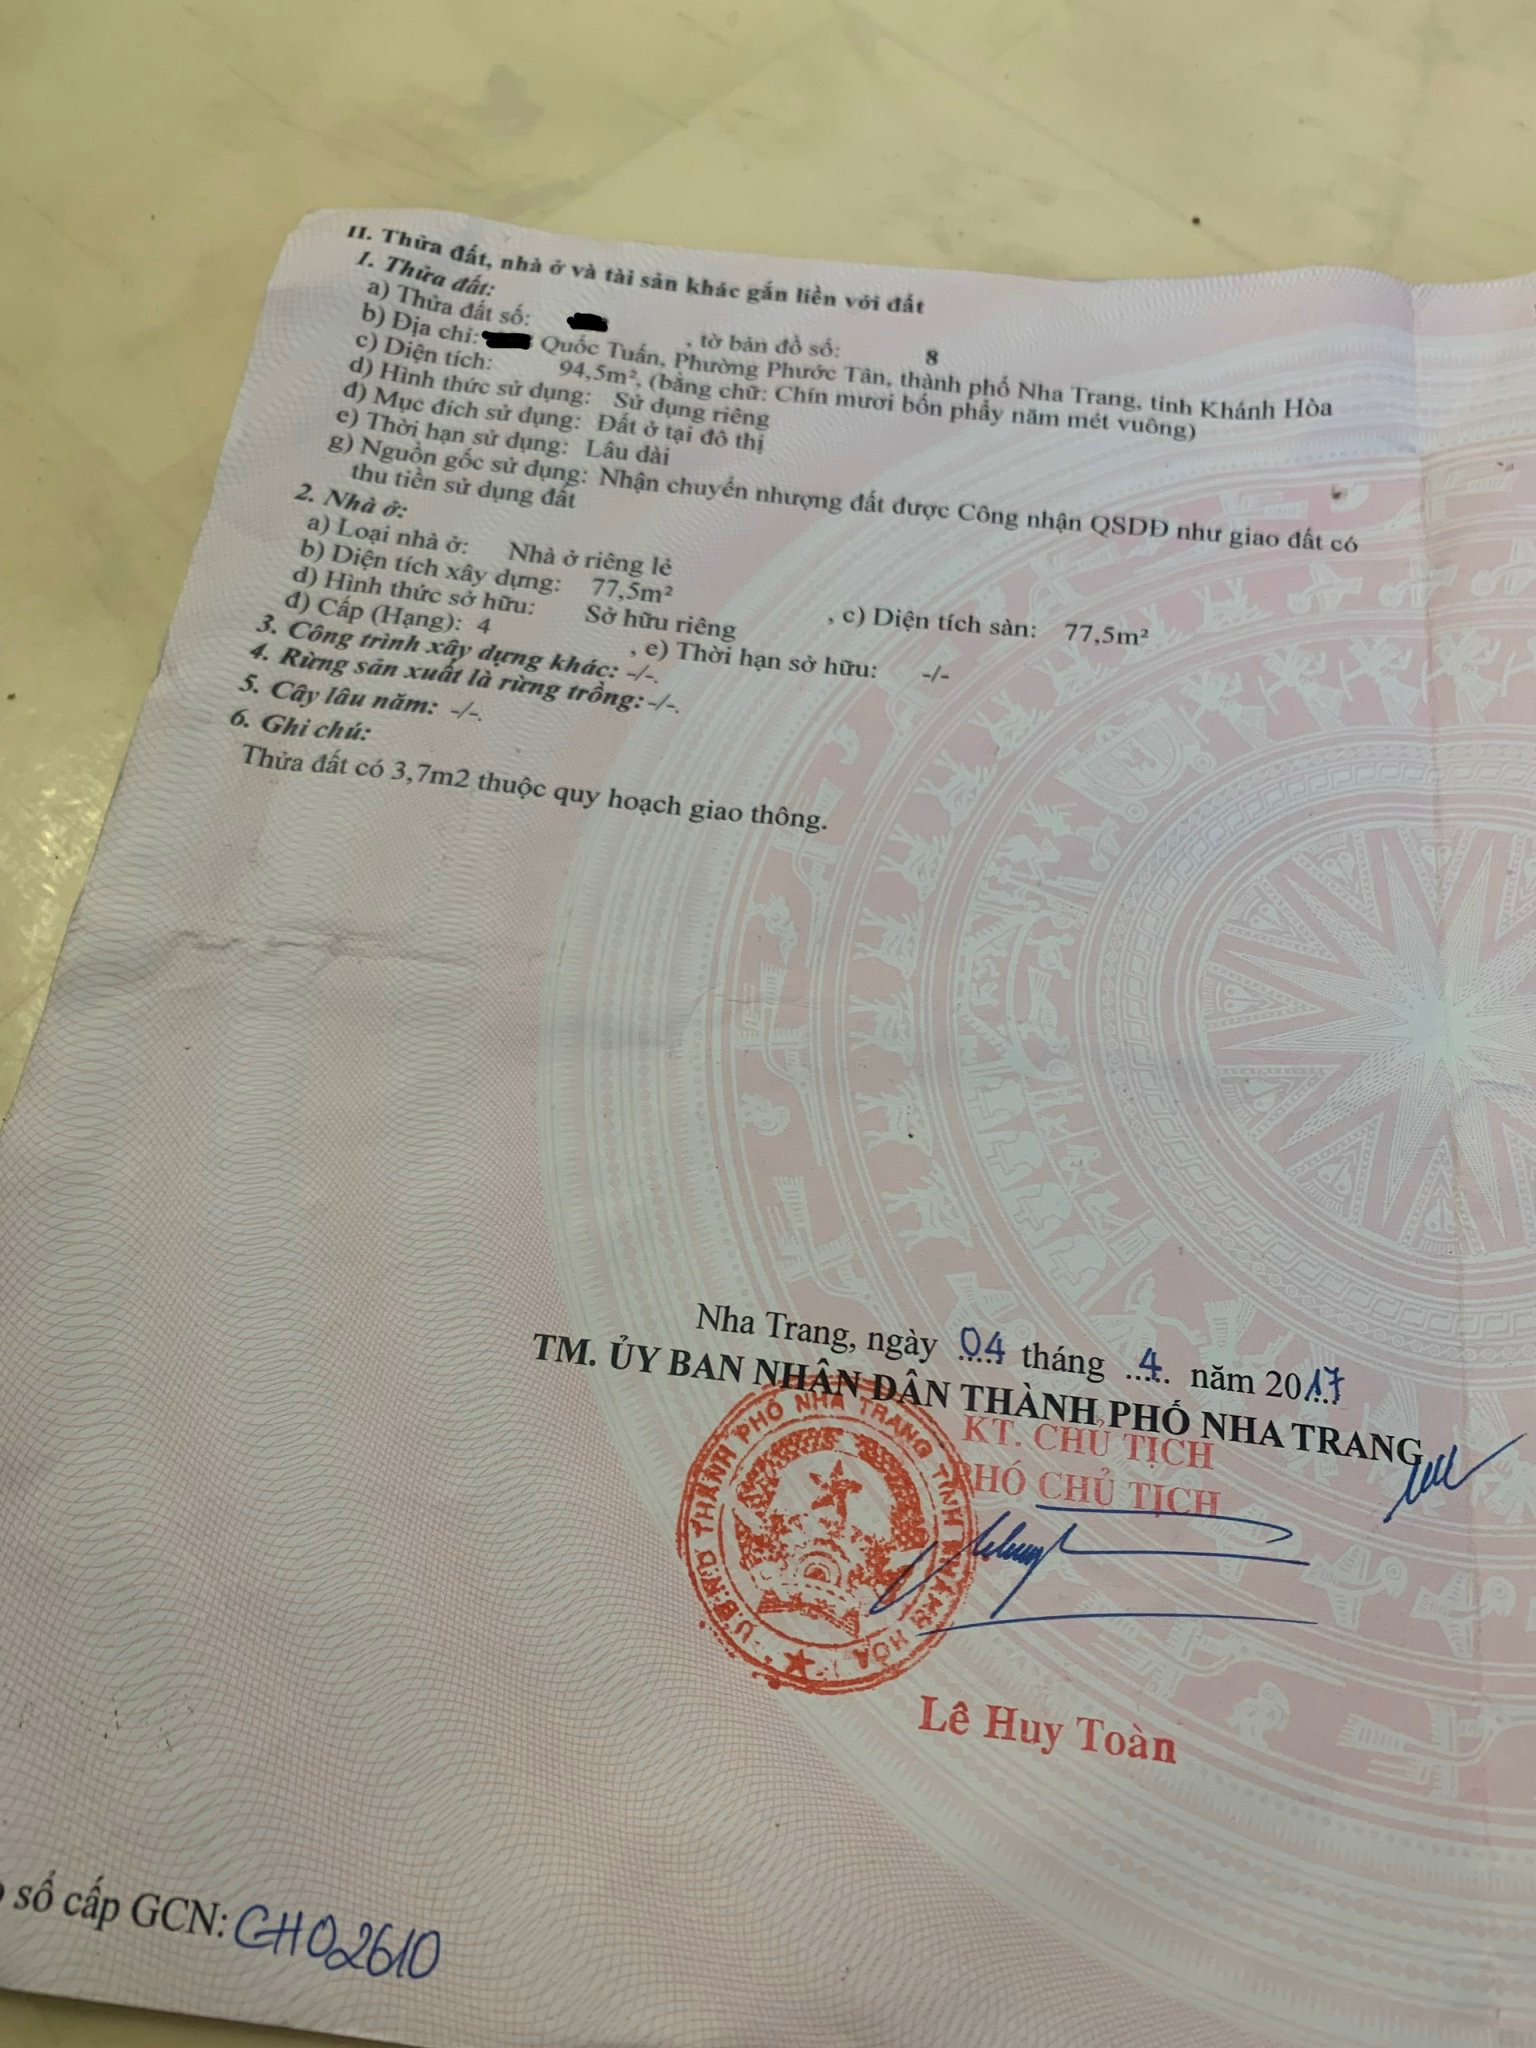 II. Thửa đất, nhà ở và tài sản khác gắn liền với đất
1. Thửa đất:
a) Thửa đất số: , tờ bản đồ số: 8
b) Địa chỉ: Quốc Tuấn, Phường Phước Tân, thành phố Nha Trang, tỉnh Khánh Hòa
c) Diện tích: 94,5m², (bằng chữ: Chín mươi bốn phẩy năm mét vuông)
d) Hình thức sử dụng: Sử dụng riêng
đ) Mục đích sử dụng: Đất ở tại đô thị
e) Thời hạn sử dụng: Lâu dài
g) Nguồn gốc sử dụng: Nhận chuyển nhượng đất được Công nhận QSDĐ như giao đất có
thu tiền sử dụng đất
2. Nhà ở:
a) Loại nhà ở: Nhà ở riêng lẻ
b) Diện tích xây dựng: 77,5m² , c) Diện tích sàn: 77,5m²
d) Hình thức sở hữu: Sở hữu riêng
đ) Cấp (Hạng): 4 , e) Thời hạn sở hữu: -/-
3. Công trình xây dựng khác: -/-.
4. Rừng sản xuất là rừng trồng: -/-.
5. Cây lâu năm: -/-.
6. Ghi chú:
Thửa đất có 3,7m2 thuộc quy hoạch giao thông.
Nha Trang, ngày 04 tháng 4 năm 2017
TM. ỦY BAN NHÂN DÂN THÀNH PHỐ NHA TRANG
KT. CHỦ TỊCH
PHÓ CHỦ TỊCH
U.B.N.D THÀNH PHỐ NHA TRANG TỈNH KHÁNH HÒA
Lê Huy Toàn
số cấp GCN: CH02610